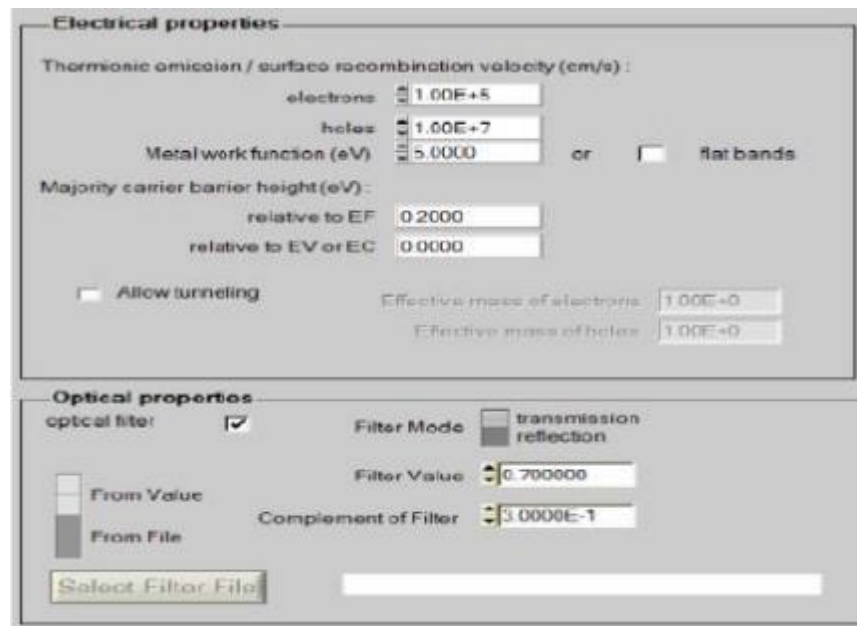 Electrical properties
Thermionic emission / surface recombination velocity (cm/s) :
electrons 1.00E+5
holes 1.00E+7
Metal work function (eV) 5.0000 or flat bands
Majority carrier barrier height (eV) :
relative to EF 0.2000
relative to EV or EC 0.0000
Allow tunneling Effective mass of electrons 1.00E+0
Effective mass of holes 1.00E+0
Optical properties
optical filter Filter Mode transmission
reflection
Filter Value 0.700000
From Value
Complement of Filter 3.0000E-1
From File
Select Filter File